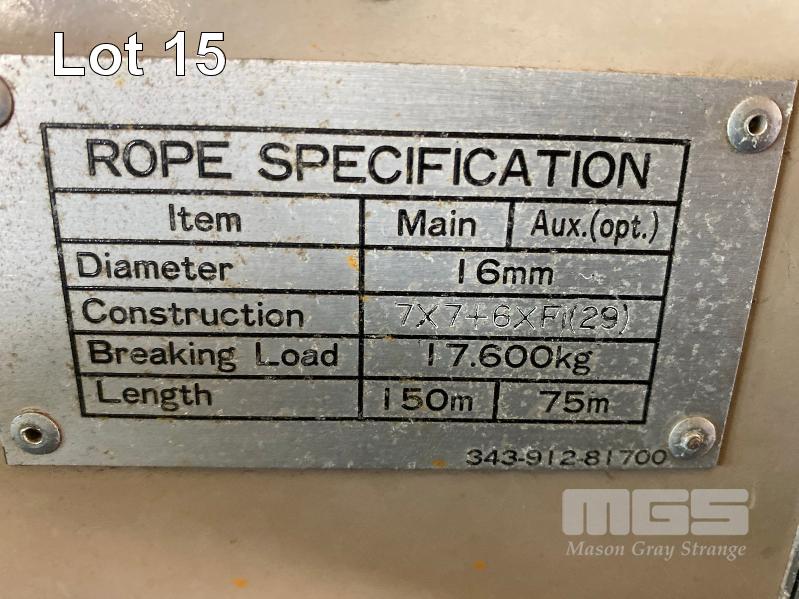 Lot 15
ROPE SPECIFICATION
Item Main Aux.(opt.)
Diameter 16mm
Construction 7X7+6XFi(29)
Breaking Load 17.600kg
Length 150m 75m
343-912-81700
MGS
Mason Gray Strange